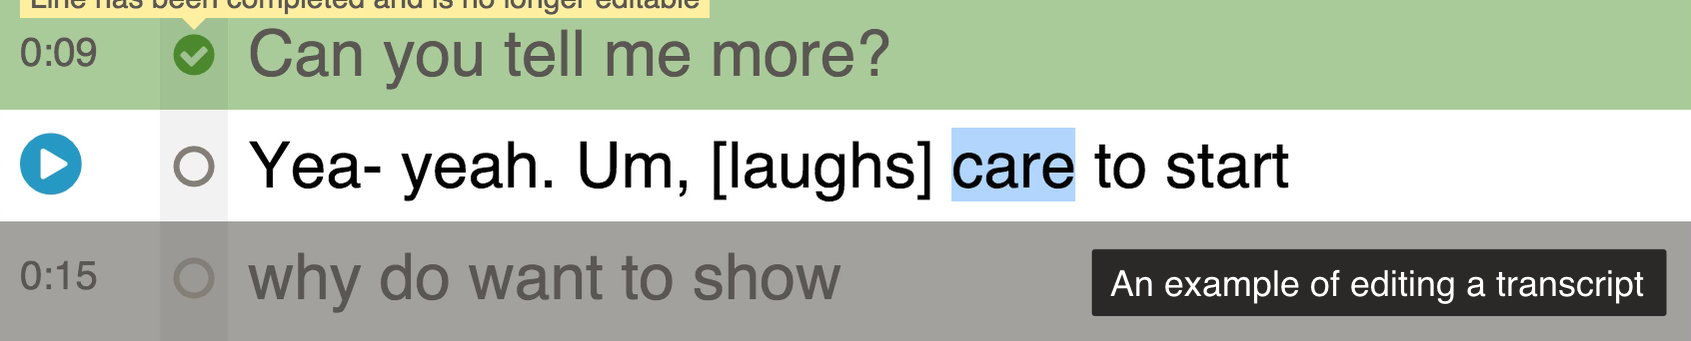 Line has been completed and is no longer editable
0:09 Can you tell me more?
Yea- yeah. Um, [laughs] care to start
0:15 why do want to show
An example of editing a transcript